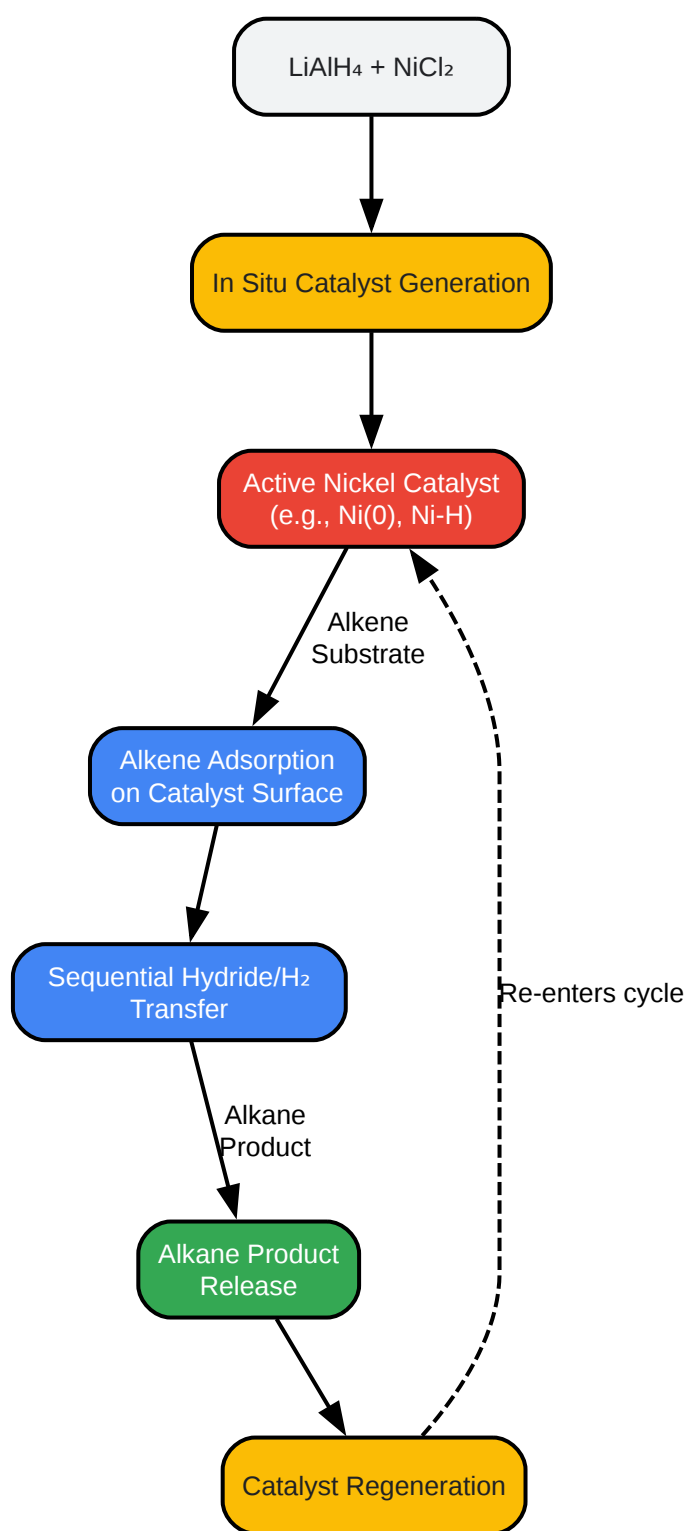 LiAlH₄ + NiCl₂
In Situ Catalyst Generation
Active Nickel Catalyst
(e.g., Ni(0), Ni-H)
Alkene
Substrate
Alkene Adsorption
on Catalyst Surface
Sequential Hydride/H₂
Transfer
Re-enters cycle
Alkane
Product
Alkane Product
Release
Catalyst Regeneration